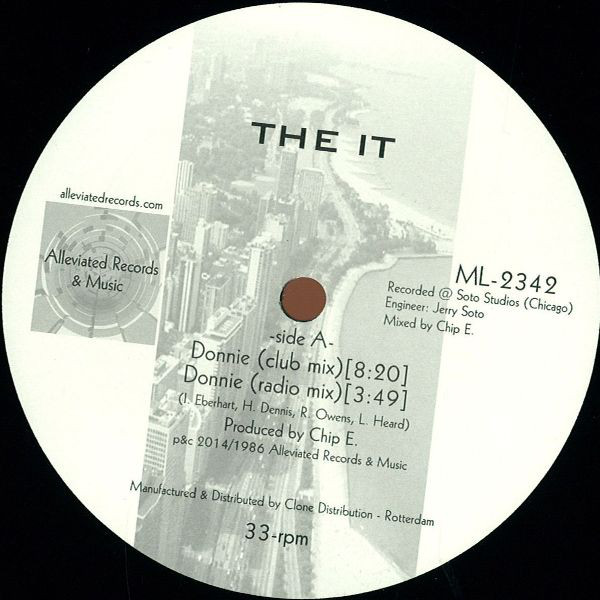 THE IT
alleviatedrecords.com
Alleviated Records
& Music
ML-2342
Recorded @ Soto Studios (Chicago)
Engineer: Jerry Soto
Mixed by Chip E.
-side A-
Donnie (club mix)[8:20]
Donnie (radio mix)[3:49]
(I. Eberhart, H. Dennis, R. Owens, L. Heard)
Produced by Chip E.
p&c 2014/1986 Alleviated Records & Music
Manufactured & Distributed by Clone Distribution - Rotterdam
33-rpm